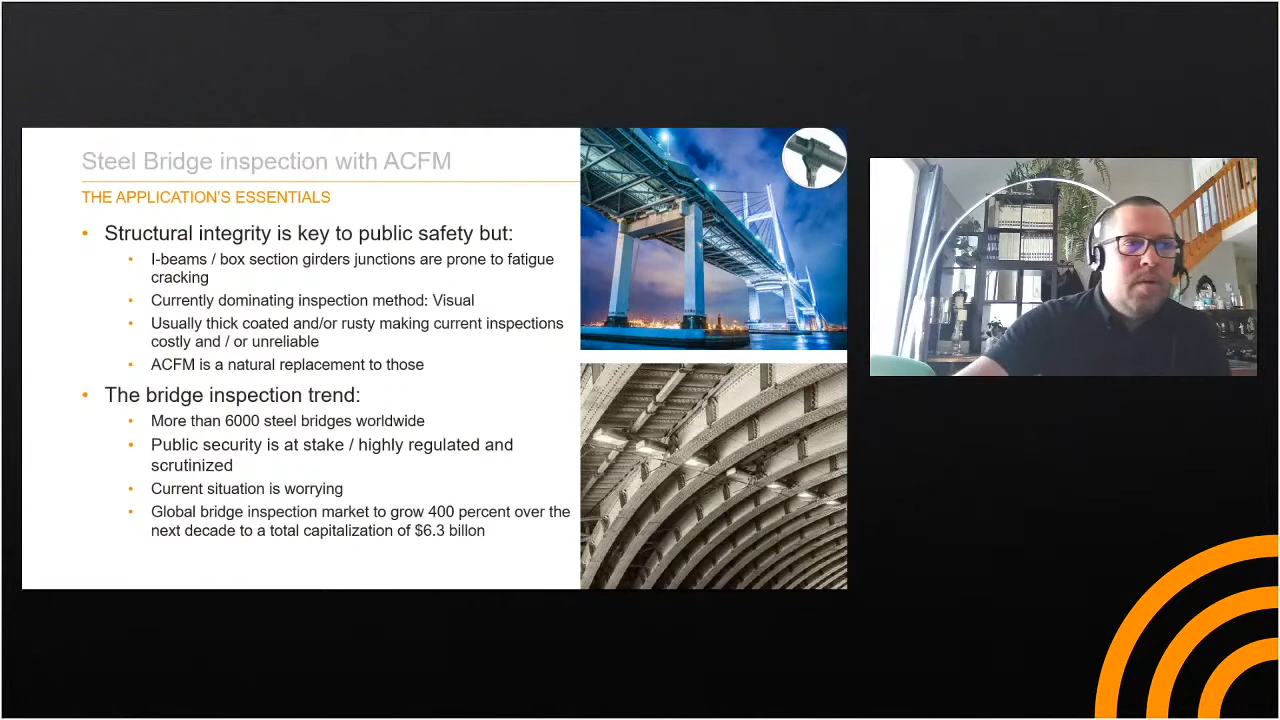 Steel Bridge inspection with ACFM
THE APPLICATION'S ESSENTIALS
• Structural integrity is key to public safety but:
• I-beams / box section girders junctions are prone to fatigue
cracking
• Currently dominating inspection method: Visual
• Usually thick coated and/or rusty making current inspections
costly and / or unreliable
• ACFM is a natural replacement to those
• The bridge inspection trend:
• More than 6000 steel bridges worldwide
• Public security is at stake / highly regulated and
scrutinized
• Current situation is worrying
• Global bridge inspection market to grow 400 percent over the
next decade to a total capitalization of $6.3 billon